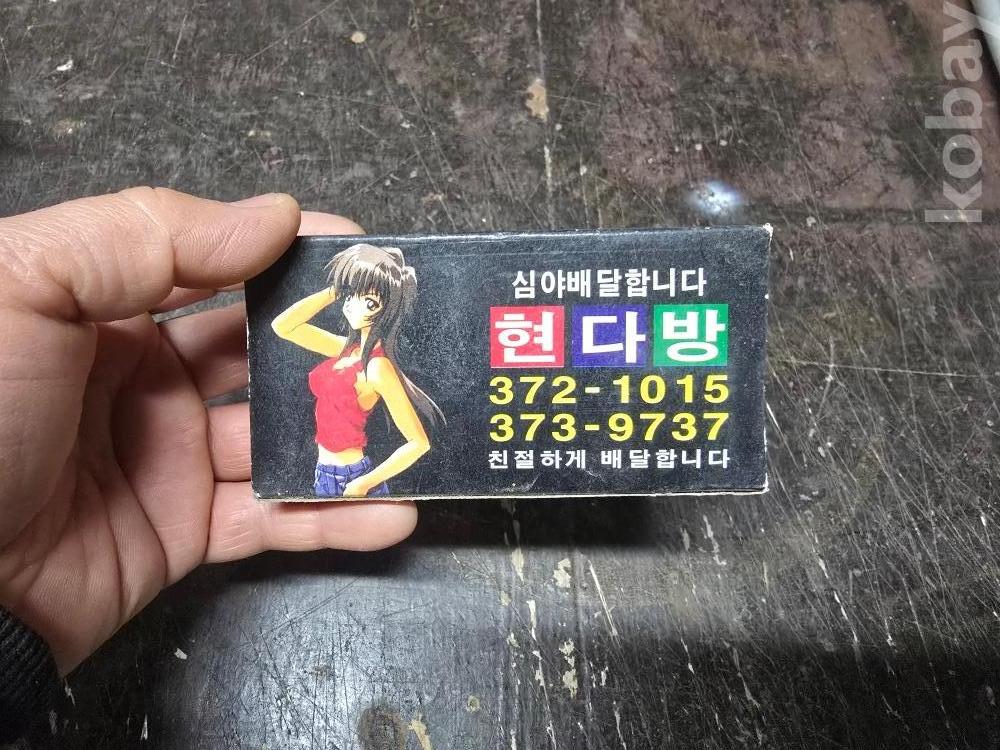 심야배달합니다
현다방
372-1015
373-9737
친절하게 배달합니다
kobay